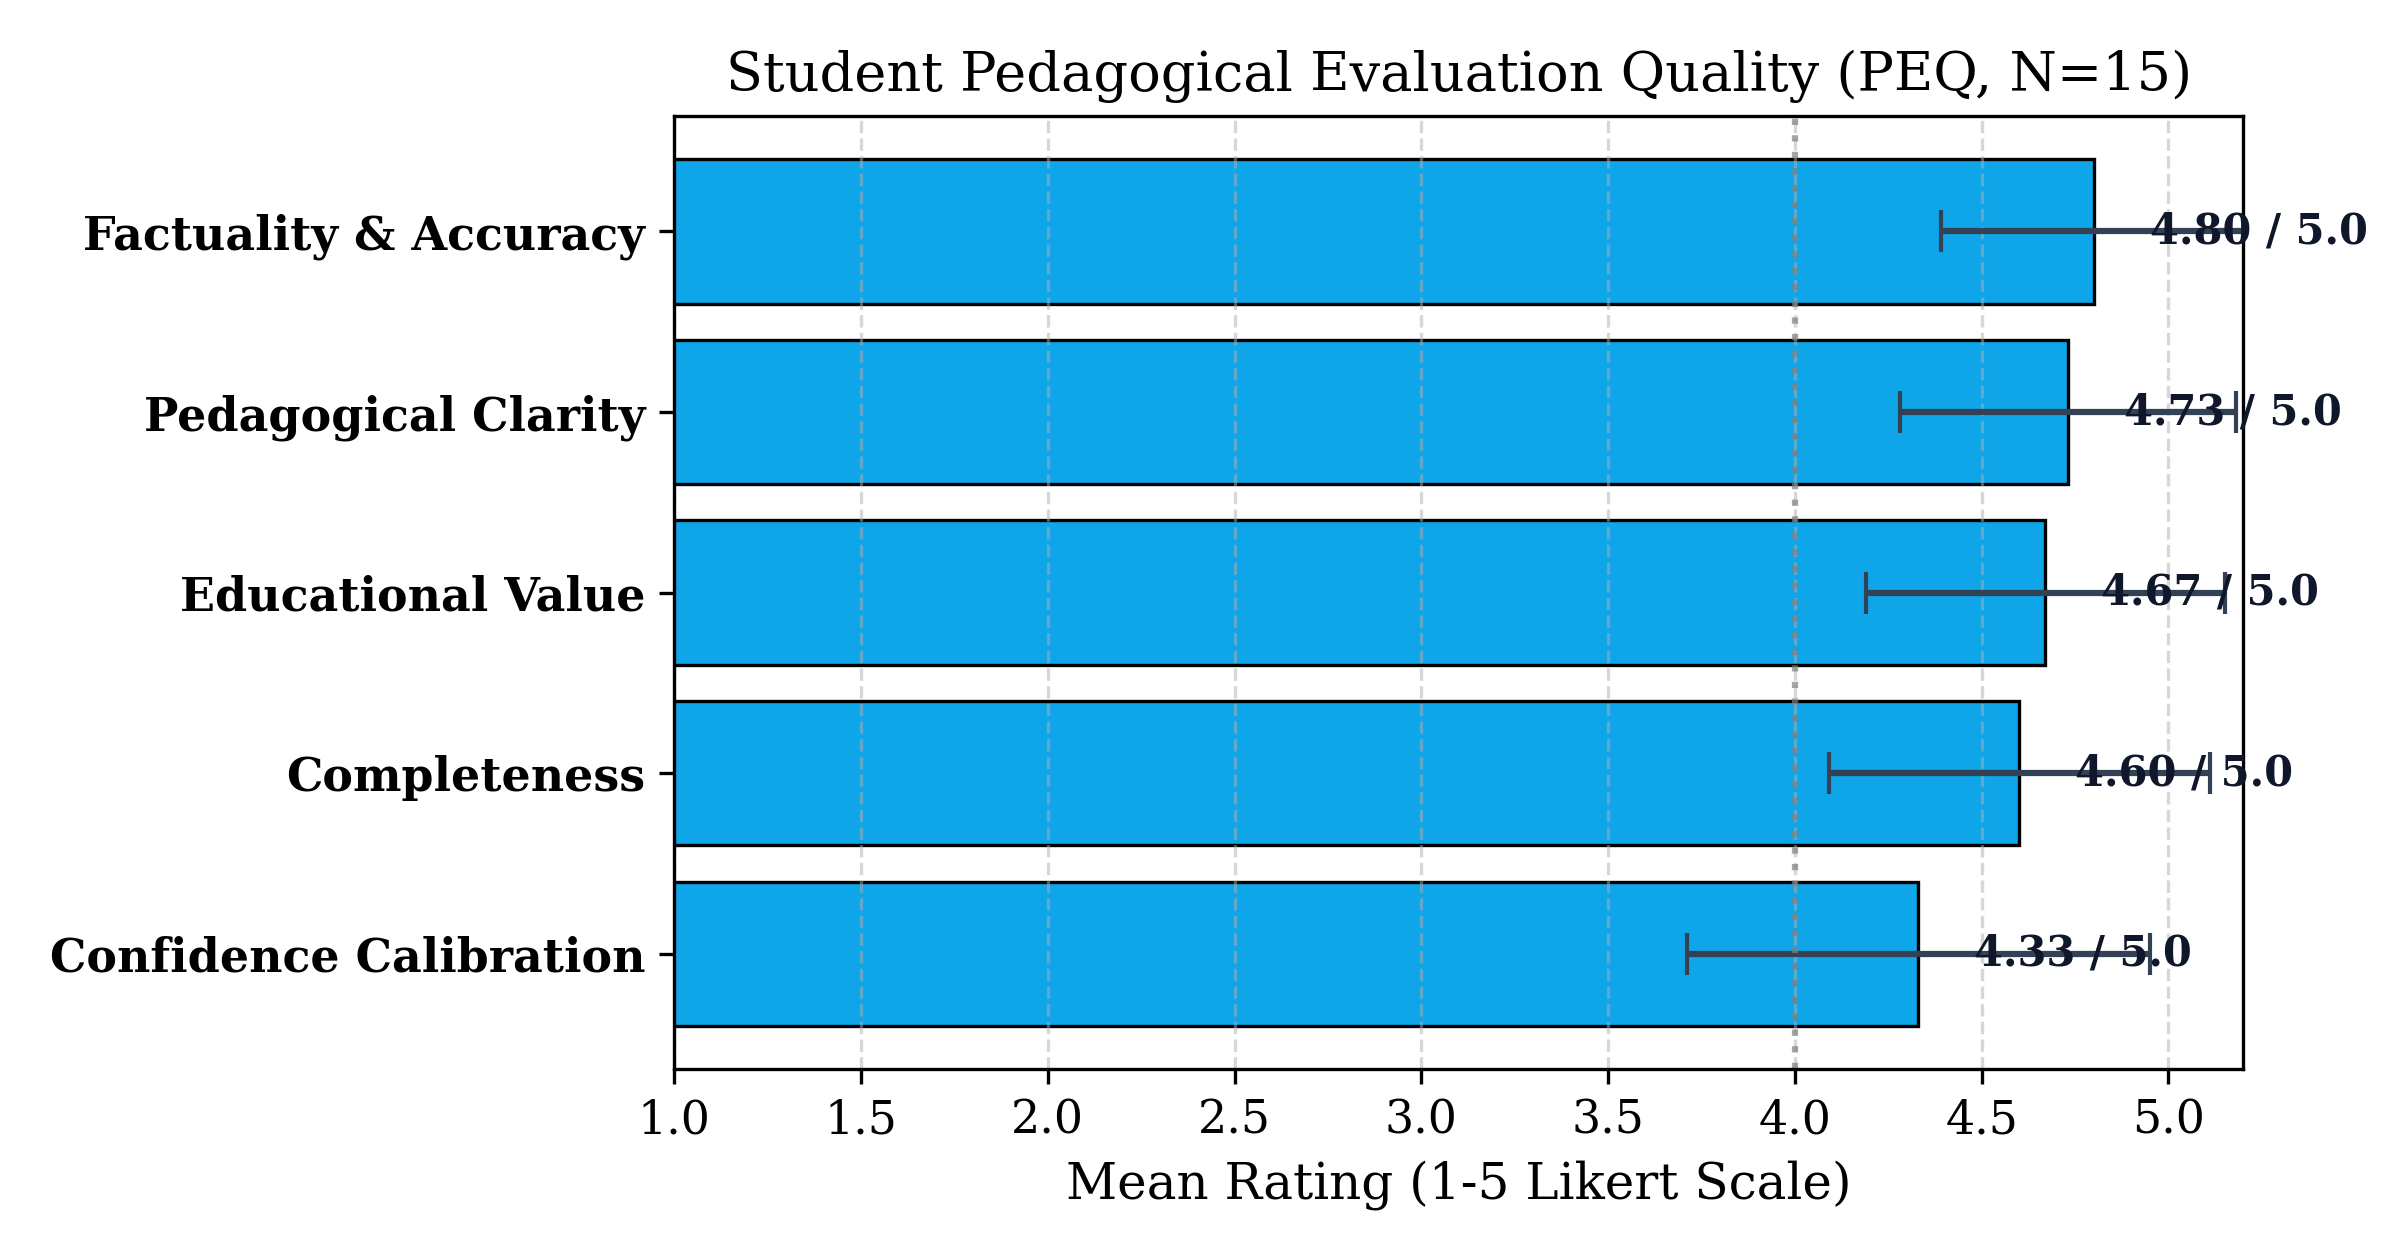 Student Pedagogical Evaluation Quality (PEQ, N=15)
Factuality & Accuracy
4.80 / 5.0
Pedagogical Clarity
4.73 / 5.0
Educational Value
4.67 / 5.0
Completeness
4.60 / 5.0
Confidence Calibration
4.33 / 5.0
1.0 1.5 2.0 2.5 3.0 3.5 4.0 4.5 5.0
Mean Rating (1-5 Likert Scale)